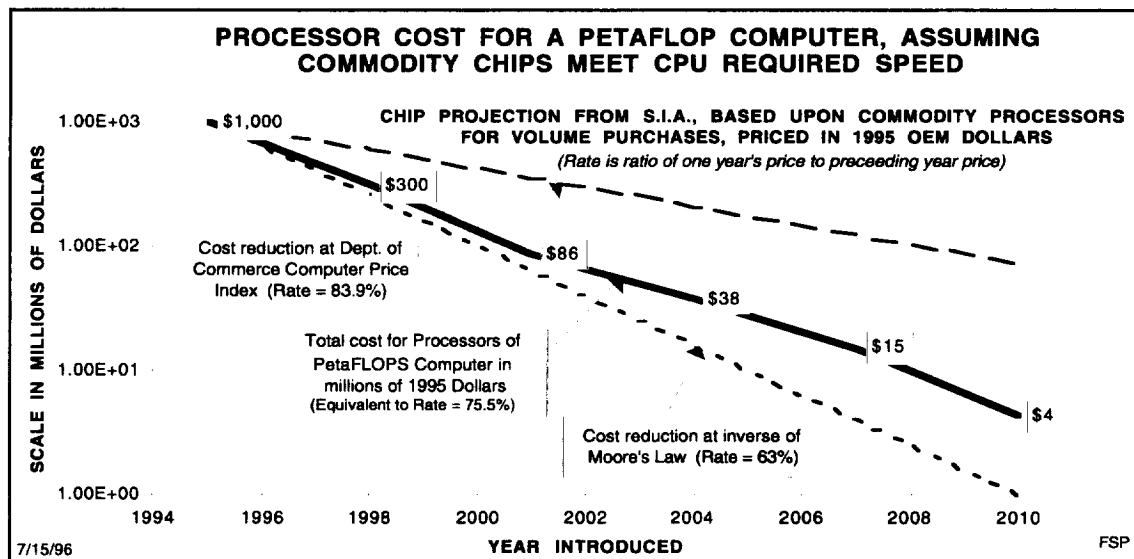 PROCESSOR COST FOR A PETAFLOP COMPUTER, ASSUMING
COMMODITY CHIPS MEET CPU REQUIRED SPEED
CHIP PROJECTION FROM S.I.A., BASED UPON COMMODITY PROCESSORS
FOR VOLUME PURCHASES, PRICED IN 1995 OEM DOLLARS
(Rate is ratio of one year's price to preceeding year price)
SCALE IN MILLIONS OF DOLLARS
1.00E+03
1.00E+02
1.00E+01
1.00E+00
$1,000
$300
$86
$38
$15
$4
Cost reduction at Dept. of
Commerce Computer Price
Index (Rate = 83.9%)
Total cost for Processors of
PetaFLOPS Computer in
millions of 1995 Dollars
(Equivalent to Rate = 75.5%)
Cost reduction at inverse of
Moore's Law (Rate = 63%)
1994 1996 1998 2000 2002 2004 2006 2008 2010
YEAR INTRODUCED
7/15/96
FSP